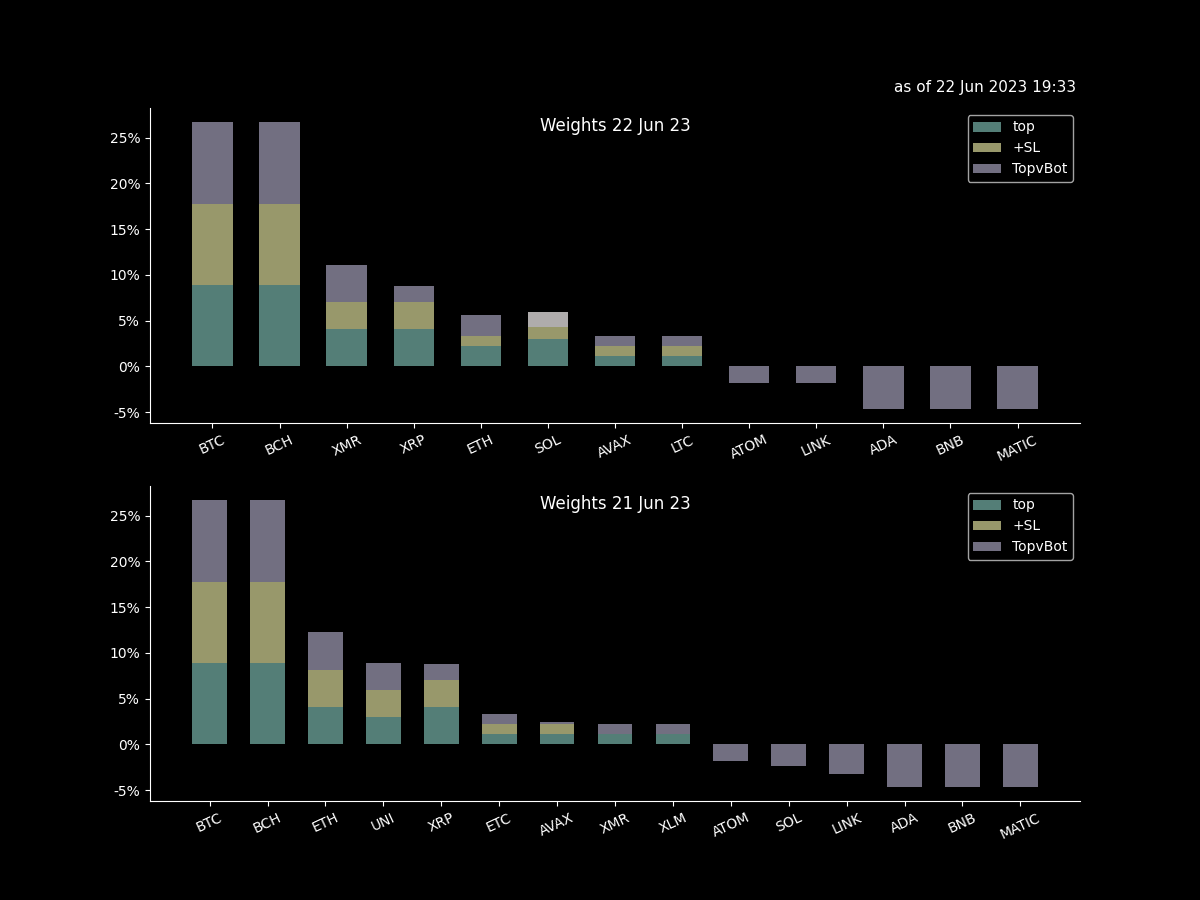 as of 22 Jun 2023 19:33
Weights 22 Jun 23
top
+SL
TopvBot
25%
20%
15%
10%
5%
0%
-5%
BTC BCH XMR XRP ETH SOL AVAX LTC ATOM LINK ADA BNB MATIC
Weights 21 Jun 23
top
+SL
TopvBot
25%
20%
15%
10%
5%
0%
-5%
BTC BCH ETH UNI XRP ETC AVAX XMR XLM ATOM SOL LINK ADA BNB MATIC